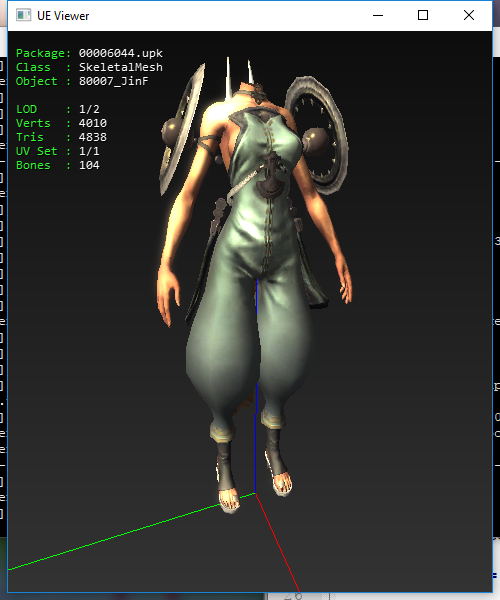 UE Viewer
Package: 00006044.upk
Class : SkeletalMesh
Object : 80007_JinF
LOD : 1/2
Verts : 4010
Tris : 4838
UV Set : 1/1
Bones : 104